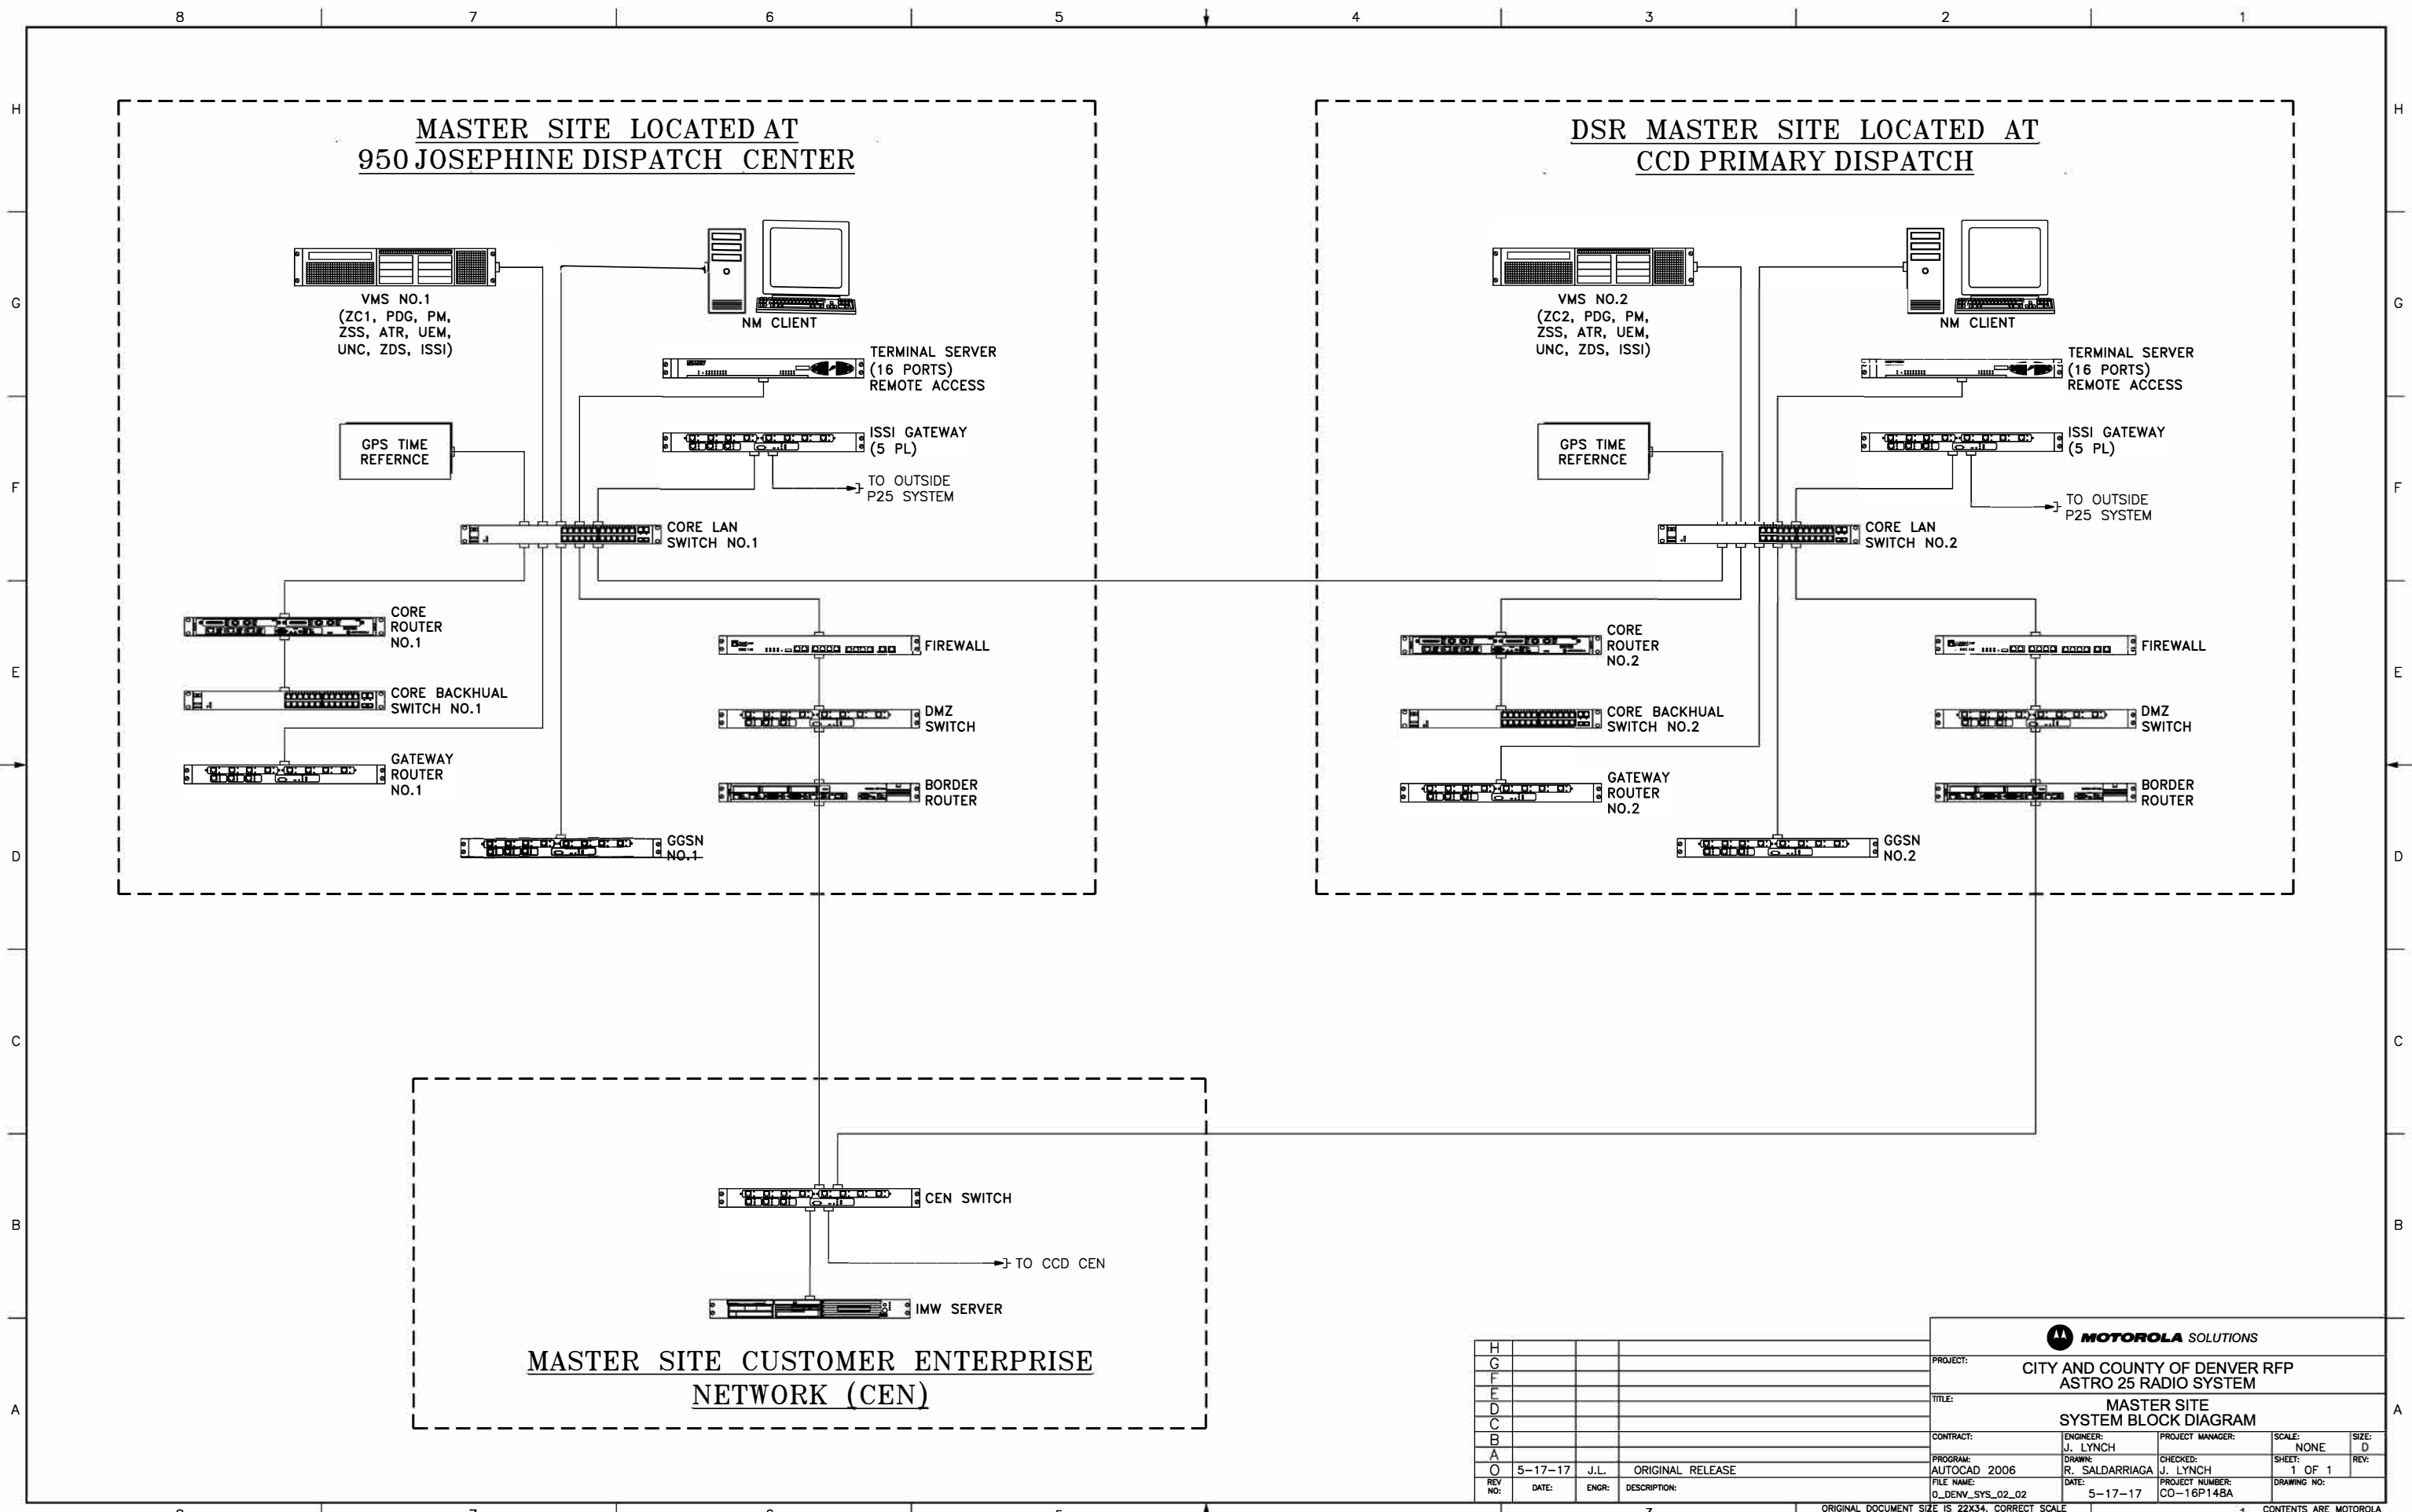 8 7 6 5 4 3 2 1
H H
G G
F F
E E
D D
C C
B B
A A
MASTER SITE LOCATED AT
950 JOSEPHINE DISPATCH CENTER
VMS NO.1
(ZC1, PDG, PM,
ZSS, ATR, UEM,
UNC, ZDS, ISSI)
NM CLIENT
TERMINAL SERVER
(16 PORTS)
REMOTE ACCESS
GPS TIME
REFERNCE
ISSI GATEWAY
(5 PL)
TO OUTSIDE
P25 SYSTEM
CORE LAN
SWITCH NO.1
CORE
ROUTER
NO.1
FIREWALL
CORE BACKHUAL
SWITCH NO.1
DMZ
SWITCH
GATEWAY
ROUTER
NO.1
BORDER
ROUTER
GGSN
NO.1
DSR MASTER SITE LOCATED AT
CCD PRIMARY DISPATCH
VMS NO.2
(ZC2, PDG, PM,
ZSS, ATR, UEM,
UNC, ZDS, ISSI)
NM CLIENT
TERMINAL SERVER
(16 PORTS)
REMOTE ACCESS
GPS TIME
REFERNCE
ISSI GATEWAY
(5 PL)
TO OUTSIDE
P25 SYSTEM
CORE LAN
SWITCH NO.2
CORE
ROUTER
NO.2
FIREWALL
CORE BACKHUAL
SWITCH NO.2
DMZ
SWITCH
GATEWAY
ROUTER
NO.2
BORDER
ROUTER
GGSN
NO.2
CEN SWITCH
TO CCD CEN
IMW SERVER
MASTER SITE CUSTOMER ENTERPRISE
NETWORK (CEN)
H
G
F
E
D
C
B
A
O 5-17-17 J.L. ORIGINAL RELEASE
REV NO: DATE: ENGR: DESCRIPTION:
MOTOROLA SOLUTIONS
PROJECT:
CITY AND COUNTY OF DENVER RFP
ASTRO 25 RADIO SYSTEM
TITLE:
MASTER SITE
SYSTEM BLOCK DIAGRAM
CONTRACT: ENGINEER: PROJECT MANAGER: SCALE: SIZE:
J. LYNCH NONE D
PROGRAM: DRAWN: CHECKED: SHEET: REV:
AUTOCAD 2006 R. SALDARRIAGA J. LYNCH 1 OF 1
FILE NAME: DATE: PROJECT NUMBER: DRAWING NO:
0_DENV_SYS_02_02 5-17-17 CO-16P148A
ORIGINAL DOCUMENT SIZE IS 22X34. CORRECT SCALE
1 CONTENTS ARE MOTOROLA